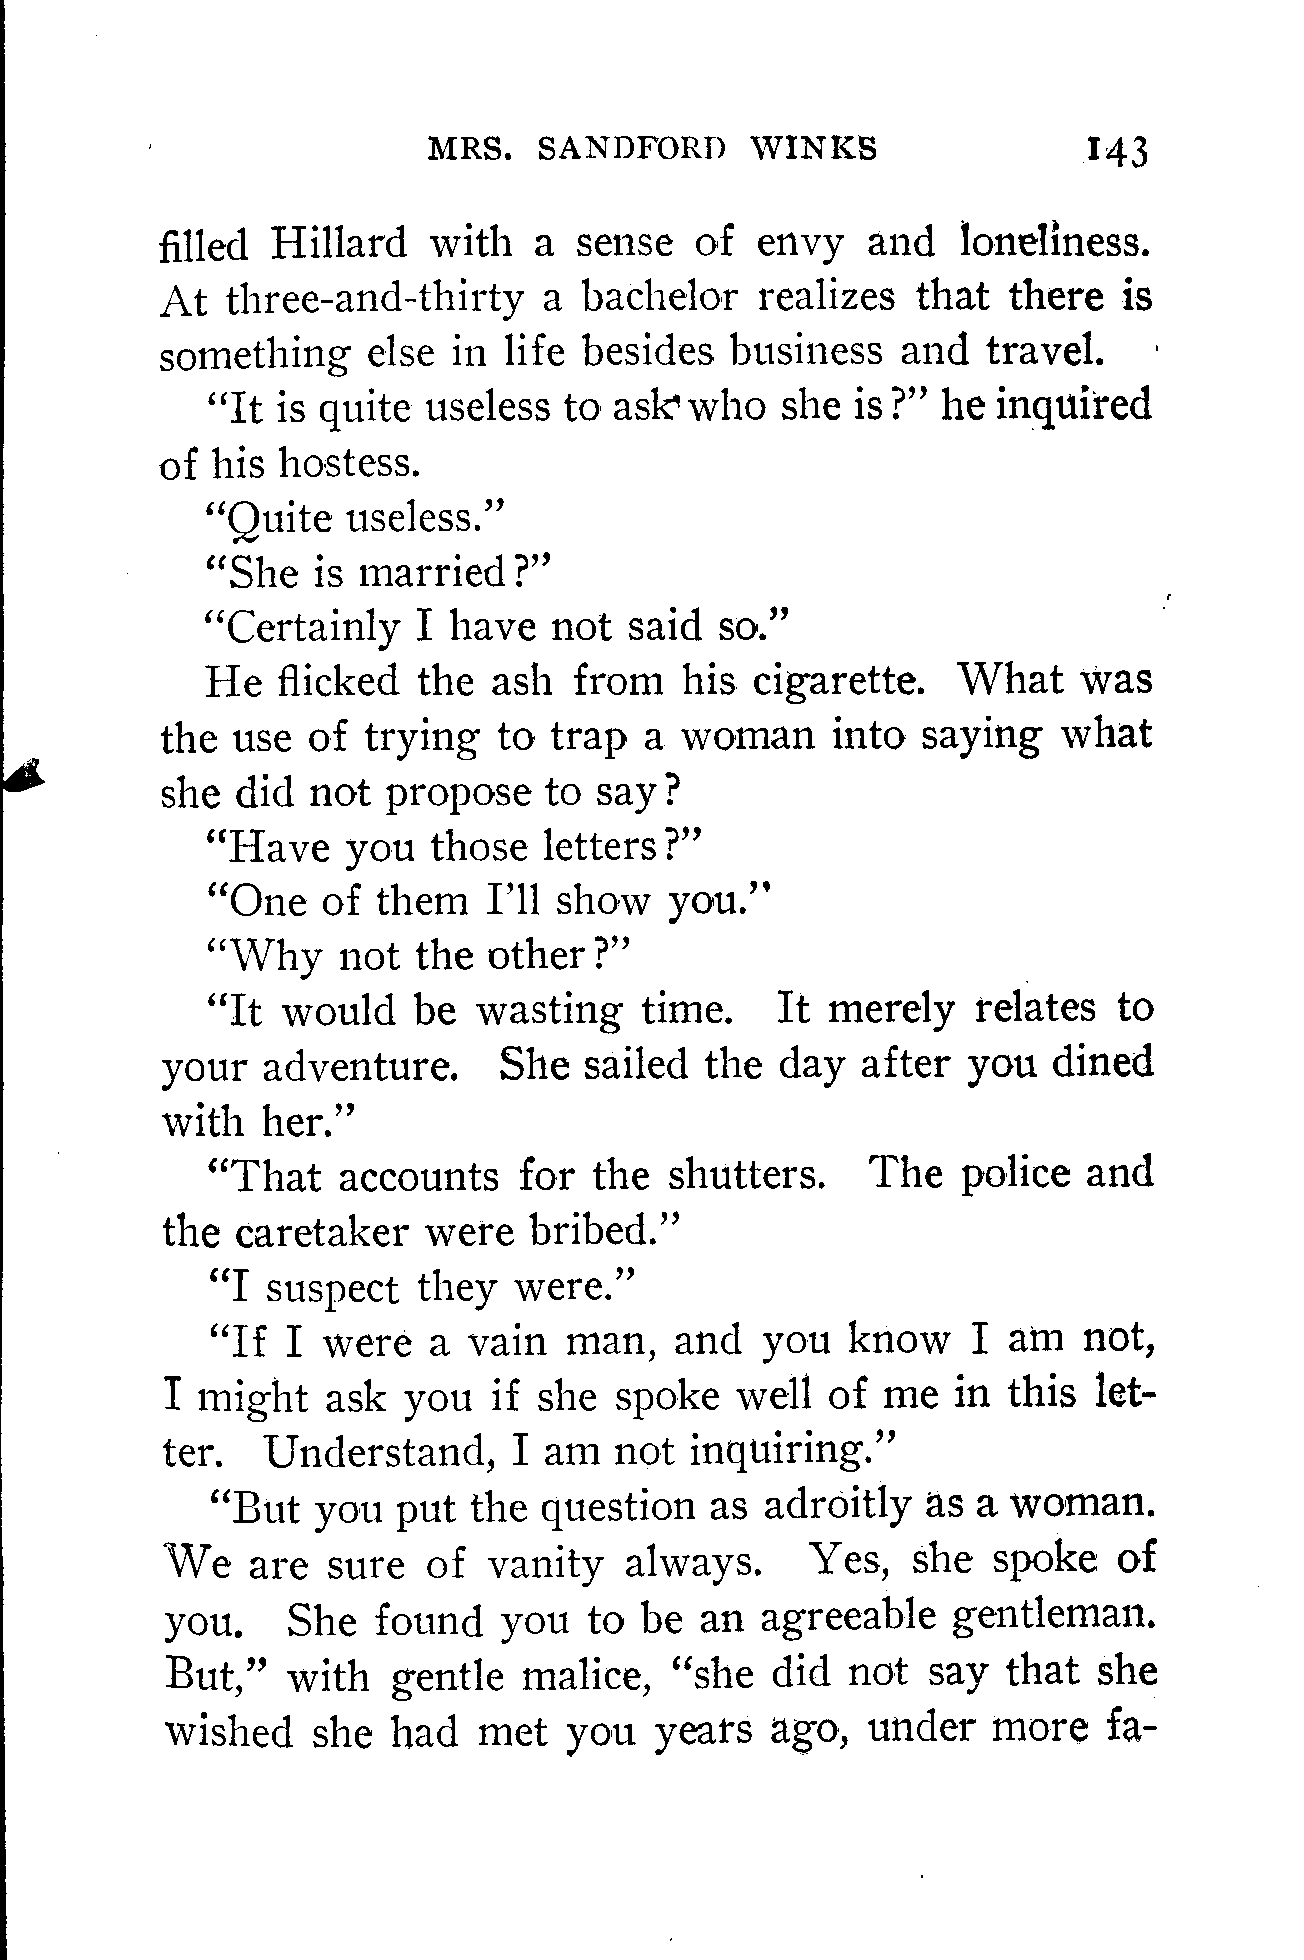 MRS. SANDFORD WINKS 143
filled Hillard with a sense of envy and loneliness.
At three-and-thirty a bachelor realizes that there is
something else in life besides business and travel.
“It is quite useless to ask who she is?” he inquired
of his hostess.
“Quite useless.”
“She is married?”
“Certainly I have not said so.”
He flicked the ash from his cigarette. What was
the use of trying to trap a woman into saying what
she did not propose to say?
“Have you those letters?”
“One of them I’ll show you.”
“Why not the other?”
“It would be wasting time. It merely relates to
your adventure. She sailed the day after you dined
with her.”
“That accounts for the shutters. The police and
the caretaker were bribed.”
“I suspect they were.”
“If I were a vain man, and you know I am not,
I might ask you if she spoke well of me in this let-
ter. Understand, I am not inquiring.”
“But you put the question as adroitly as a woman.
We are sure of vanity always. Yes, she spoke of
you. She found you to be an agreeable gentleman.
But,” with gentle malice, “she did not say that she
wished she had met you years ago, under more fa-